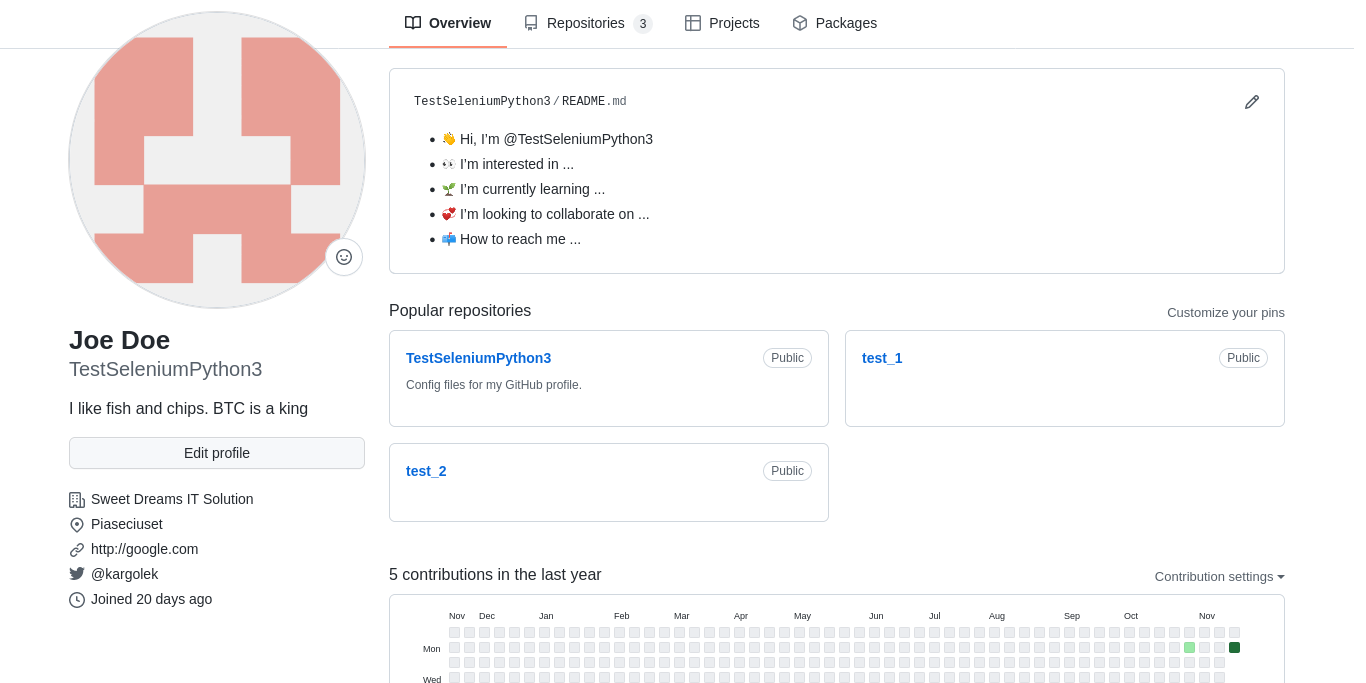 Overview Repositories 3 Projects Packages
TestSeleniumPython3/README.md
👋 Hi, I’m @TestSeleniumPython3
👀 I’m interested in ...
🌱 I’m currently learning ...
💞️ I’m looking to collaborate on ...
📫 How to reach me ...
Joe Doe
TestSeleniumPython3
I like fish and chips. BTC is a king
Edit profile
Sweet Dreams IT Solution
Piaseciuset
http://google.com
@kargolek
Joined 20 days ago
Popular repositories
Customize your pins
TestSeleniumPython3 Public
Config files for my GitHub profile.
test_1 Public
test_2 Public
5 contributions in the last year
Contribution settings
Nov Dec Jan Feb Mar Apr May Jun Jul Aug Sep Oct Nov
Mon
Wed